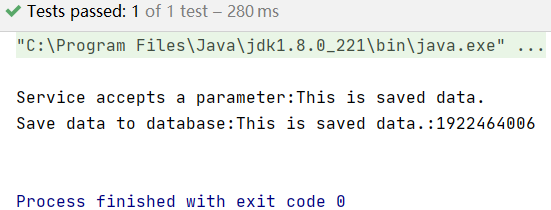 Tests passed: 1 of 1 test – 280 ms
"C:\Program Files\Java\jdk1.8.0_221\bin\java.exe" ...
Service accepts a parameter:This is saved data.
Save data to database:This is saved data.:1922464006
Process finished with exit code 0